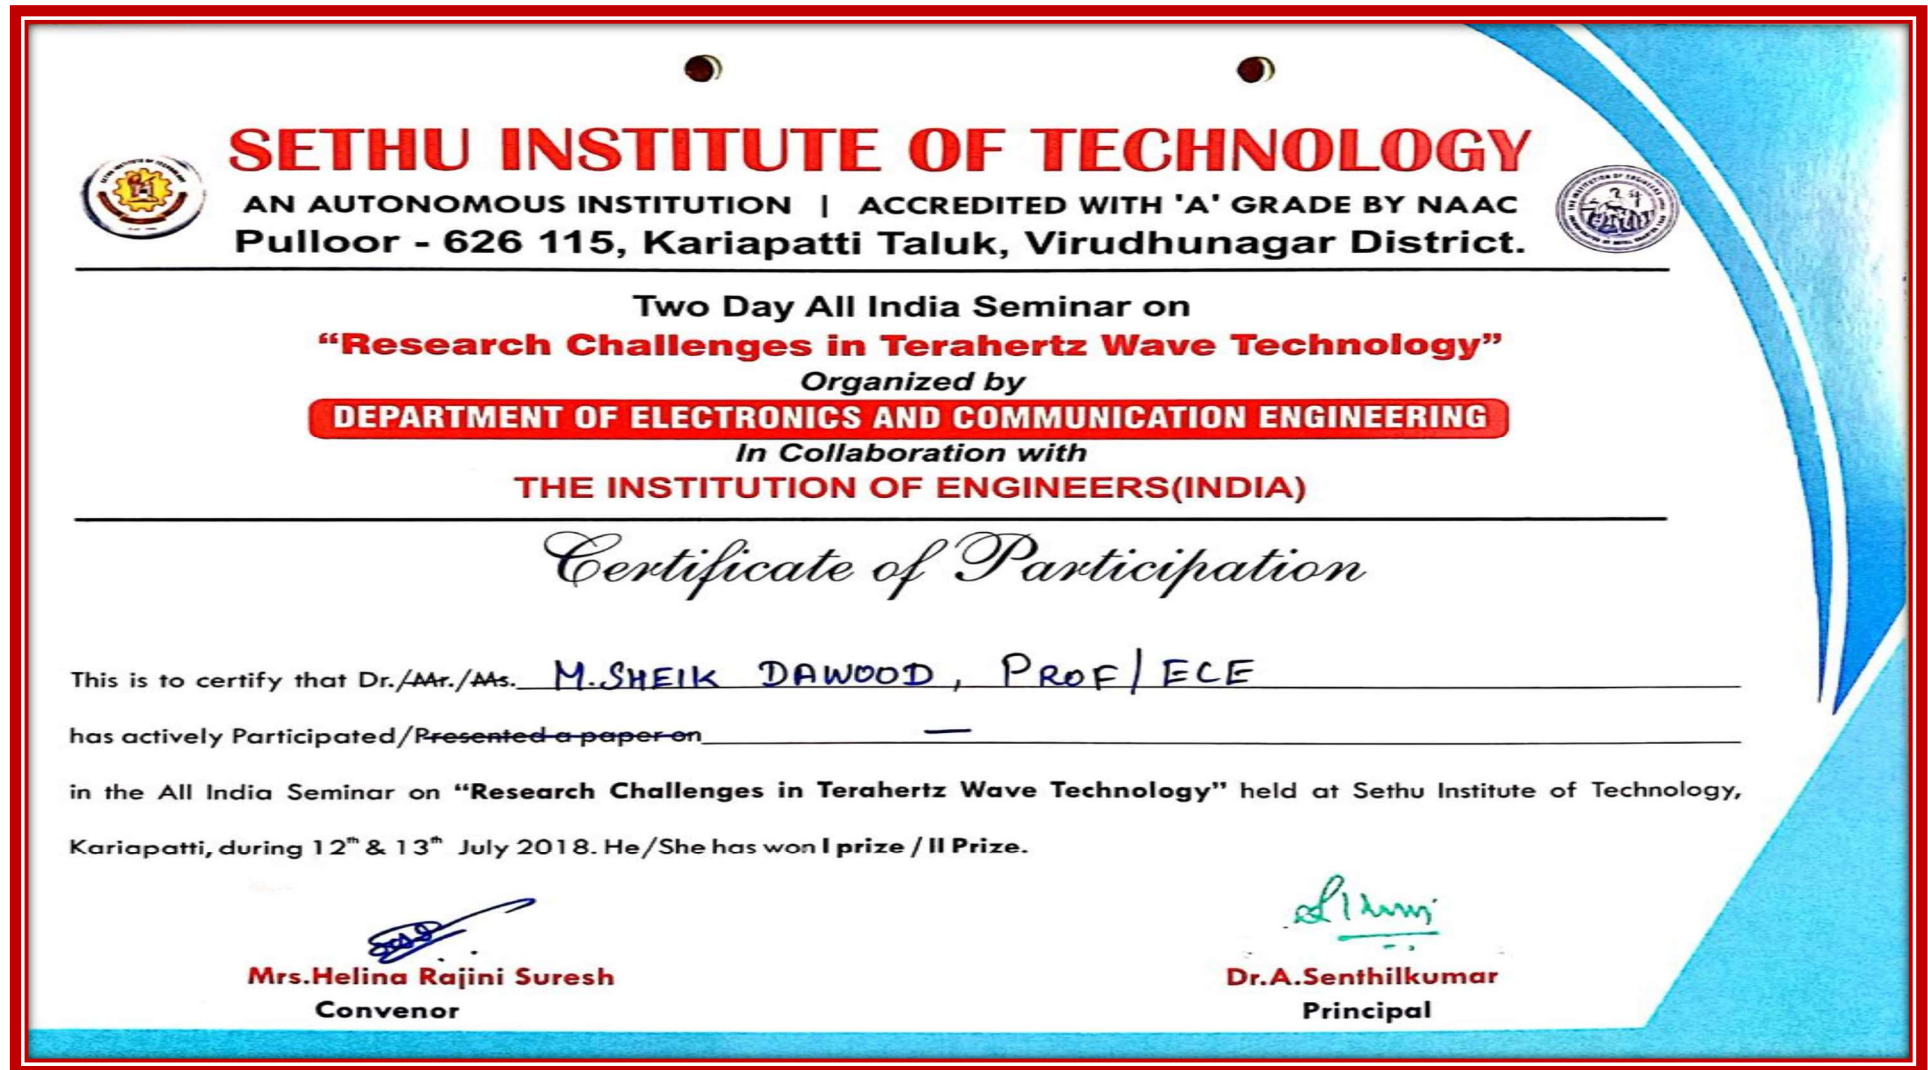 SETHU INSTITUTE OF TECHNOLOGY
AN AUTONOMOUS INSTITUTION | ACCREDITED WITH 'A' GRADE BY NAAC
Pulloor - 626 115, Kariapatti Taluk, Virudhunagar District.
Two Day All India Seminar on
“Research Challenges in Terahertz Wave Technology”
Organized by
DEPARTMENT OF ELECTRONICS AND COMMUNICATION ENGINEERING
In Collaboration with
THE INSTITUTION OF ENGINEERS(INDIA)
Certificate of Participation
This is to certify that Dr./Mr./Ms. M.SHEIK DAWOOD, PROF/ECE
has actively Participated/Presented a paper on —
in the All India Seminar on “Research Challenges in Terahertz Wave Technology” held at Sethu Institute of Technology,
Kariapatti, during 12th & 13th July 2018. He/She has won I prize / II Prize.
Mrs.Helina Rajini Suresh
Convenor
Dr.A.Senthilkumar
Principal